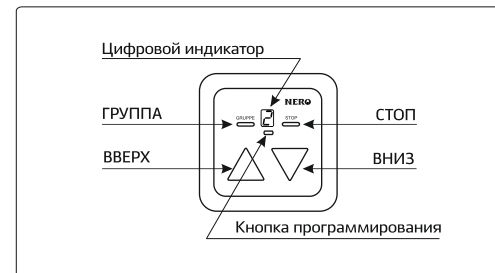 Цифровой индикатор
NERO
ГРУППА
GRUPPE
2
STOP
СТОП
ВВЕРХ
ВНИЗ
Кнопка программирования